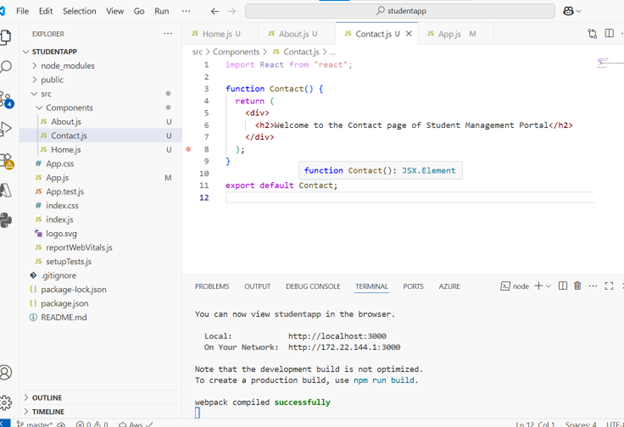 File Edit Selection View Go Run ... studentapp
EXPLORER ...
STUDENTAPP
node_modules
public
src
Components
JS About.js U
JS Contact.js U
JS Home.js U
# App.css
JS App.js M
JS App.test.js
# index.css
JS index.js
logo.svg
JS reportWebVitals.js
JS setupTests.js
.gitignore
{} package-lock.json
{} package.json
README.md
OUTLINE
TIMELINE
4
JS Home.js U JS About.js U JS Contact.js U JS App.js M
src > Components > JS Contact.js > ...
1 import React from "react";
2
3 function Contact() {
4 return (
5 <div>
6 <h2>Welcome to the Contact page of Student Management Portal</h2>
7 </div>
8 );
9 }
10
function Contact(): JSX.Element
11 export default Contact;
12
PROBLEMS OUTPUT DEBUG CONSOLE TERMINAL PORTS AZURE node
You can now view studentapp in the browser.
Local: http://localhost:3000
On Your Network: http://172.22.144.1:3000
Note that the development build is not optimized.
To create a production build, use npm run build.
webpack compiled successfully
master* 0 0 Aws Ln 12, Col 1 Spaces: 4